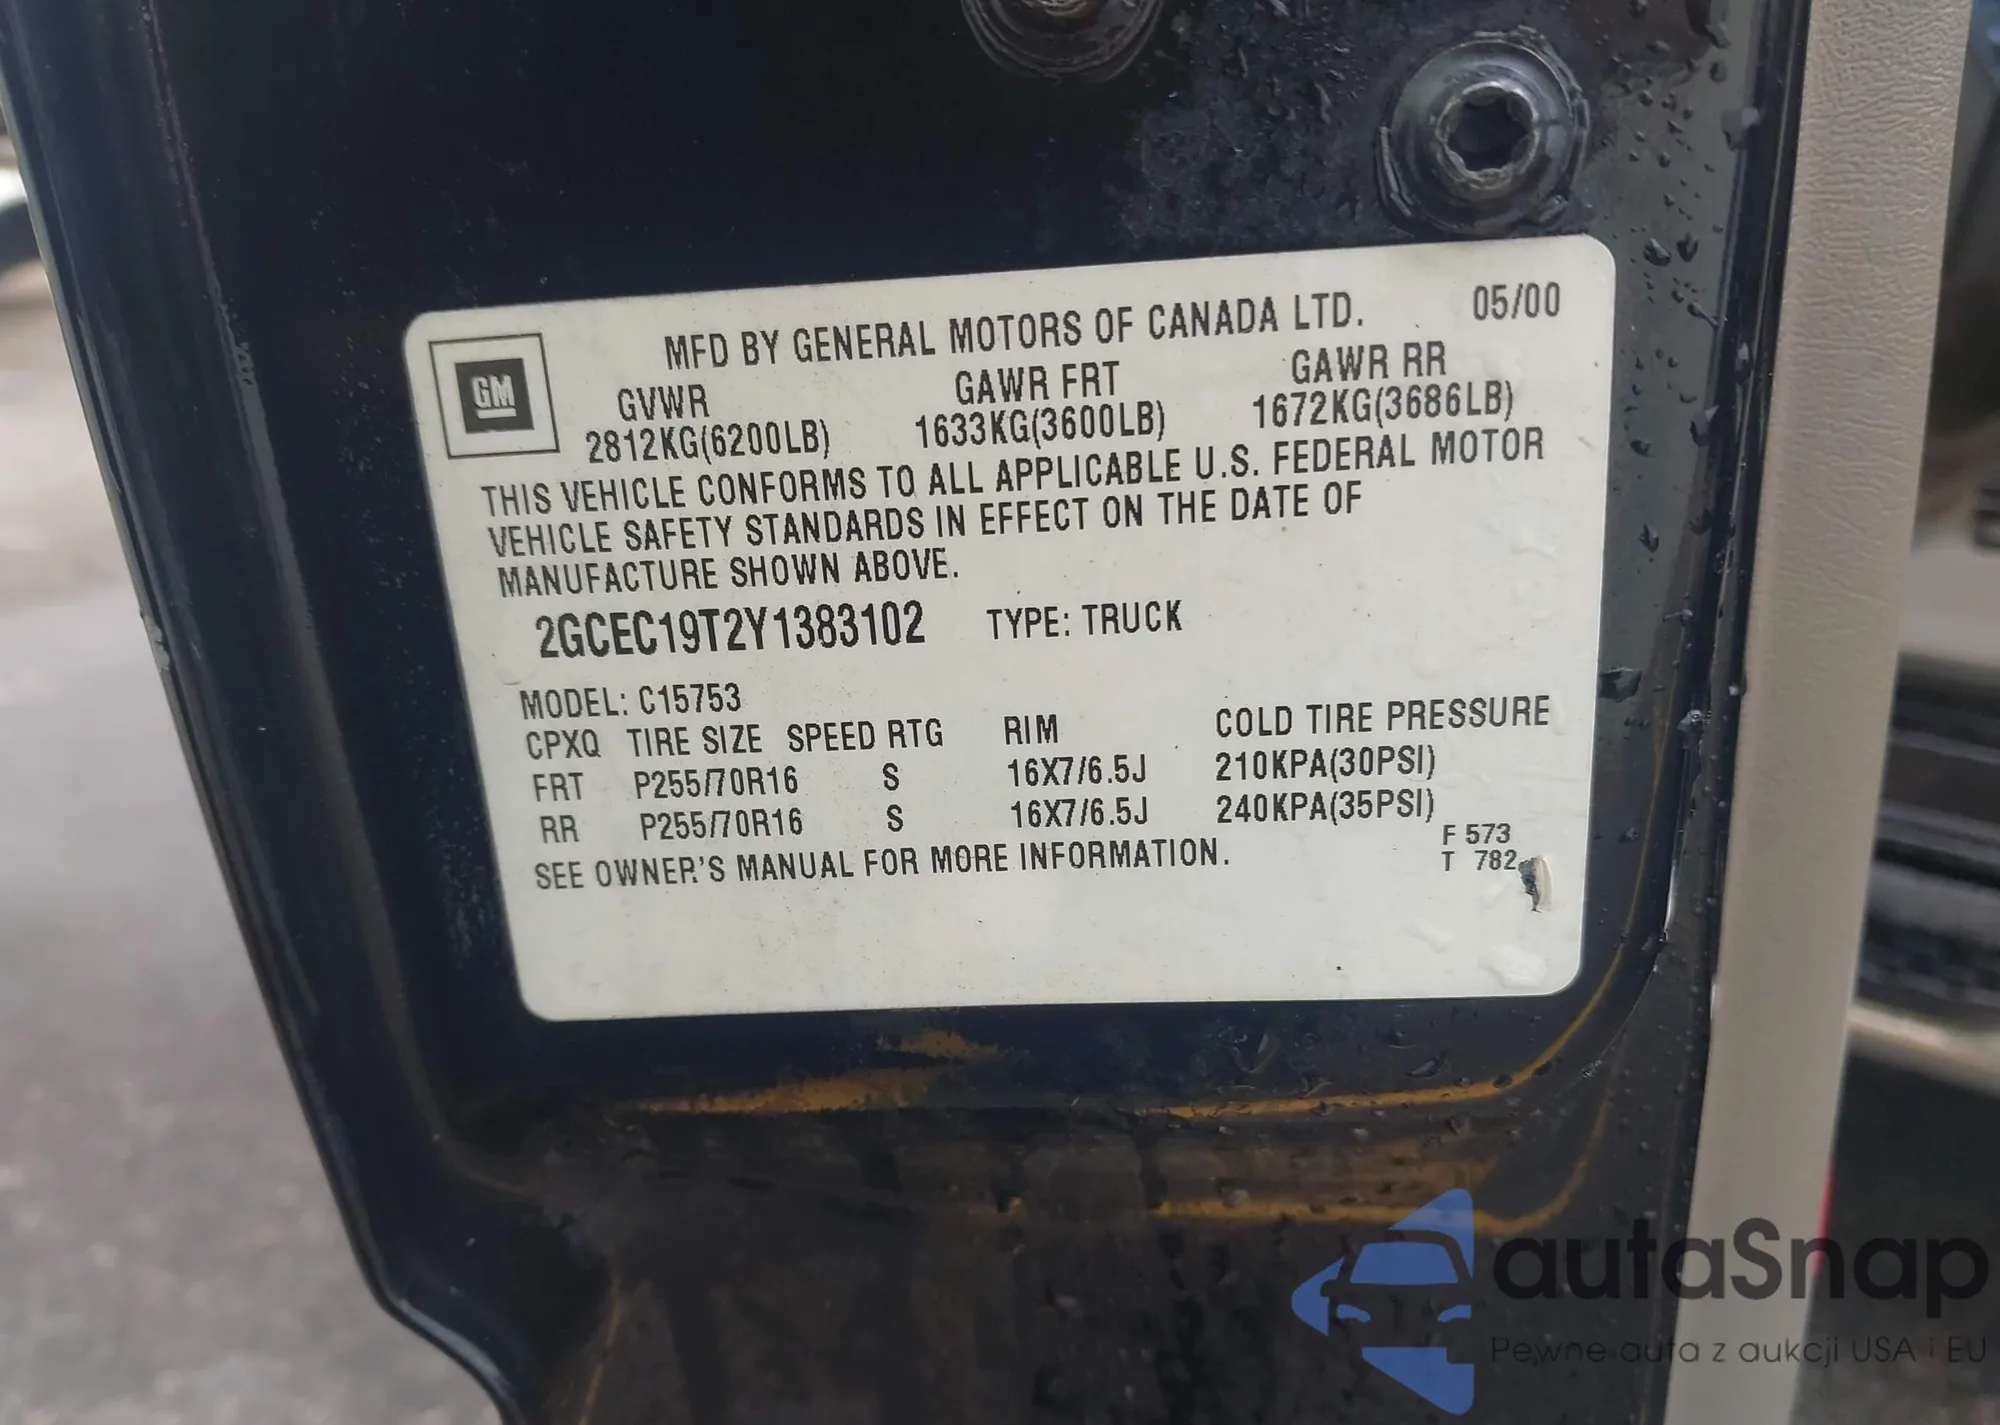 MFD BY GENERAL MOTORS OF CANADA LTD. 05/00
GM
GVWR GAWR FRT GAWR RR
2812KG(6200LB) 1633KG(3600LB) 1672KG(3686LB)
THIS VEHICLE CONFORMS TO ALL APPLICABLE U.S. FEDERAL MOTOR
VEHICLE SAFETY STANDARDS IN EFFECT ON THE DATE OF
MANUFACTURE SHOWN ABOVE.
2GCEC19T2Y1383102 TYPE: TRUCK
MODEL: C15753
CPXQ TIRE SIZE SPEED RTG RIM COLD TIRE PRESSURE
FRT P255/70R16 S 16X7/6.5J 210KPA(30PSI)
RR P255/70R16 S 16X7/6.5J 240KPA(35PSI)
SEE OWNER'S MANUAL FOR MORE INFORMATION.
F 573
T 782
autaSnap
Pewne auta z aukcji USA i EU